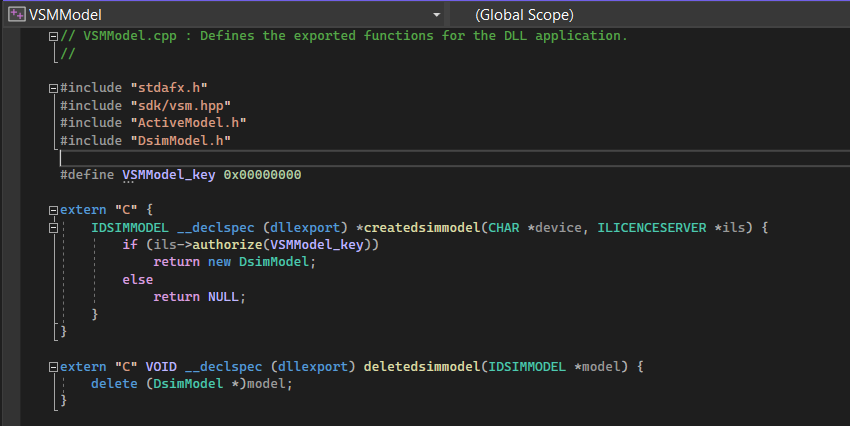 VSMModel (Global Scope)
// VSMModel.cpp : Defines the exported functions for the DLL application.
//
#include "stdafx.h"
#include "sdk/vsm.hpp"
#include "ActiveModel.h"
#include "DsimModel.h"
#define VSMModel_key 0x00000000
extern "C" {
IDSIMMODEL __declspec (dllexport) *createdsimmodel(CHAR *device, ILICENCESERVER *ils) {
if (ils->authorize(VSMModel_key))
return new DsimModel;
else
return NULL;
}
}
extern "C" VOID __declspec (dllexport) deletedsimmodel(IDSIMMODEL *model) {
delete (DsimModel *)model;
}